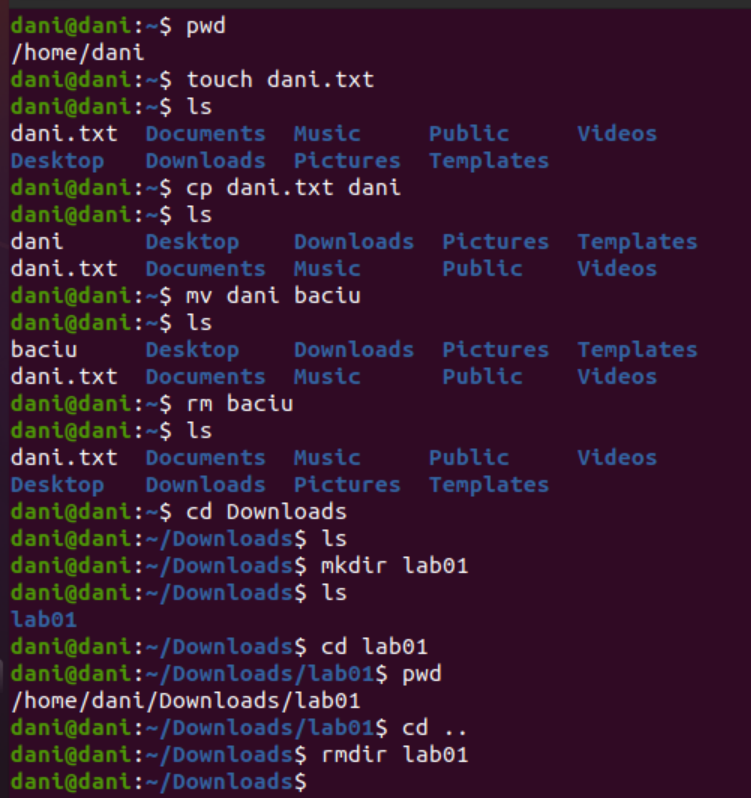 dani@dani:~$ pwd
/home/dani
dani@dani:~$ touch dani.txt
dani@dani:~$ ls
dani.txt  Documents  Music     Public     Videos
Desktop   Downloads  Pictures  Templates
dani@dani:~$ cp dani.txt dani
dani@dani:~$ ls
dani      Desktop    Downloads  Pictures  Templates
dani.txt  Documents  Music      Public    Videos
dani@dani:~$ mv dani baciu
dani@dani:~$ ls
baciu     Desktop    Downloads  Pictures  Templates
dani.txt  Documents  Music      Public    Videos
dani@dani:~$ rm baciu
dani@dani:~$ ls
dani.txt  Documents  Music     Public     Videos
Desktop   Downloads  Pictures  Templates
dani@dani:~$ cd Downloads
dani@dani:~/Downloads$ ls
dani@dani:~/Downloads$ mkdir lab01
dani@dani:~/Downloads$ ls
lab01
dani@dani:~/Downloads$ cd lab01
dani@dani:~/Downloads/lab01$ pwd
/home/dani/Downloads/lab01
dani@dani:~/Downloads/lab01$ cd ..
dani@dani:~/Downloads$ rmdir lab01
dani@dani:~/Downloads$